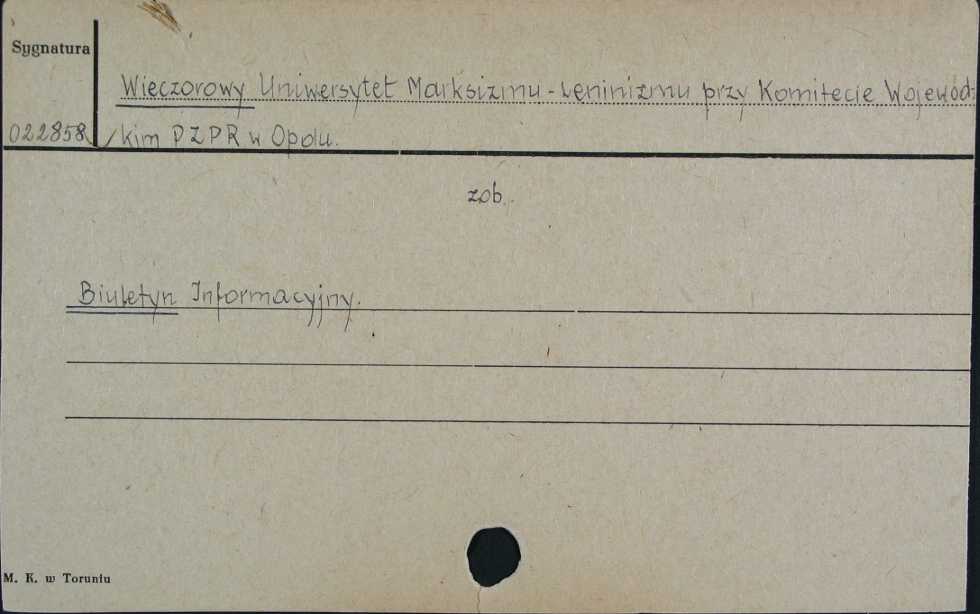 Sygnatura
Wieczorowy Uniwersytet Marksizmu-Leninizmu przy Komitecie Wojewódz
022858 kim PZPR w Opolu.
zob.
Biuletyn Informacyjny.
M. K. w Toruniu